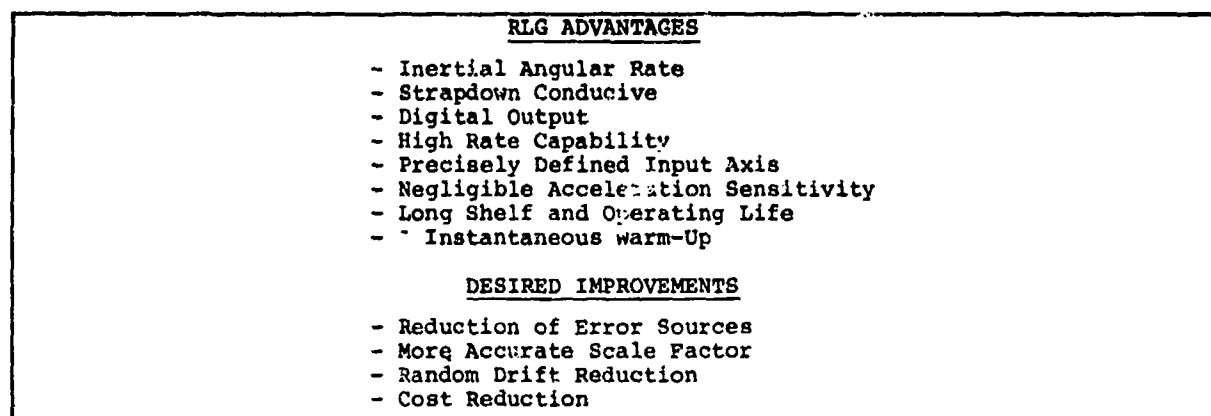 RLG ADVANTAGES
- Inertial Angular Rate
- Strapdown Conducive
- Digital Output
- High Rate Capability
- Precisely Defined Input Axis
- Negligible Acceleration Sensitivity
- Long Shelf and Operating Life
- ~ Instantaneous Warm-Up
DESIRED IMPROVEMENTS
- Reduction of Error Sources
- More Accurate Scale Factor
- Random Drift Reduction
- Cost Reduction